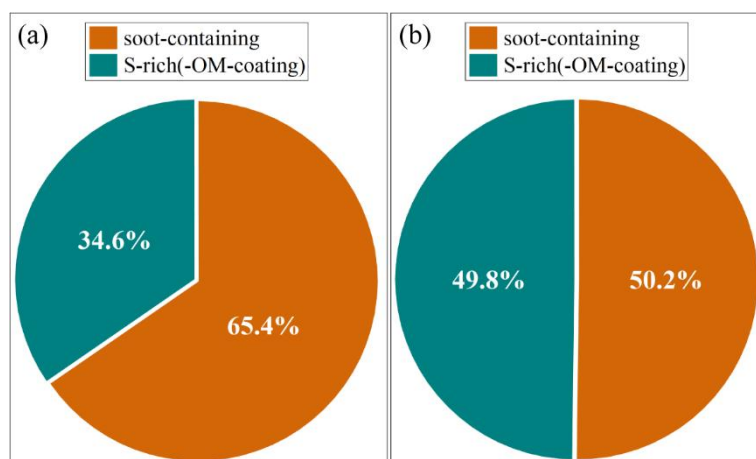 (a)
soot-containing
S-rich(-OM-coating)
34.6%
65.4%
(b)
soot-containing
S-rich(-OM-coating)
49.8%
50.2%